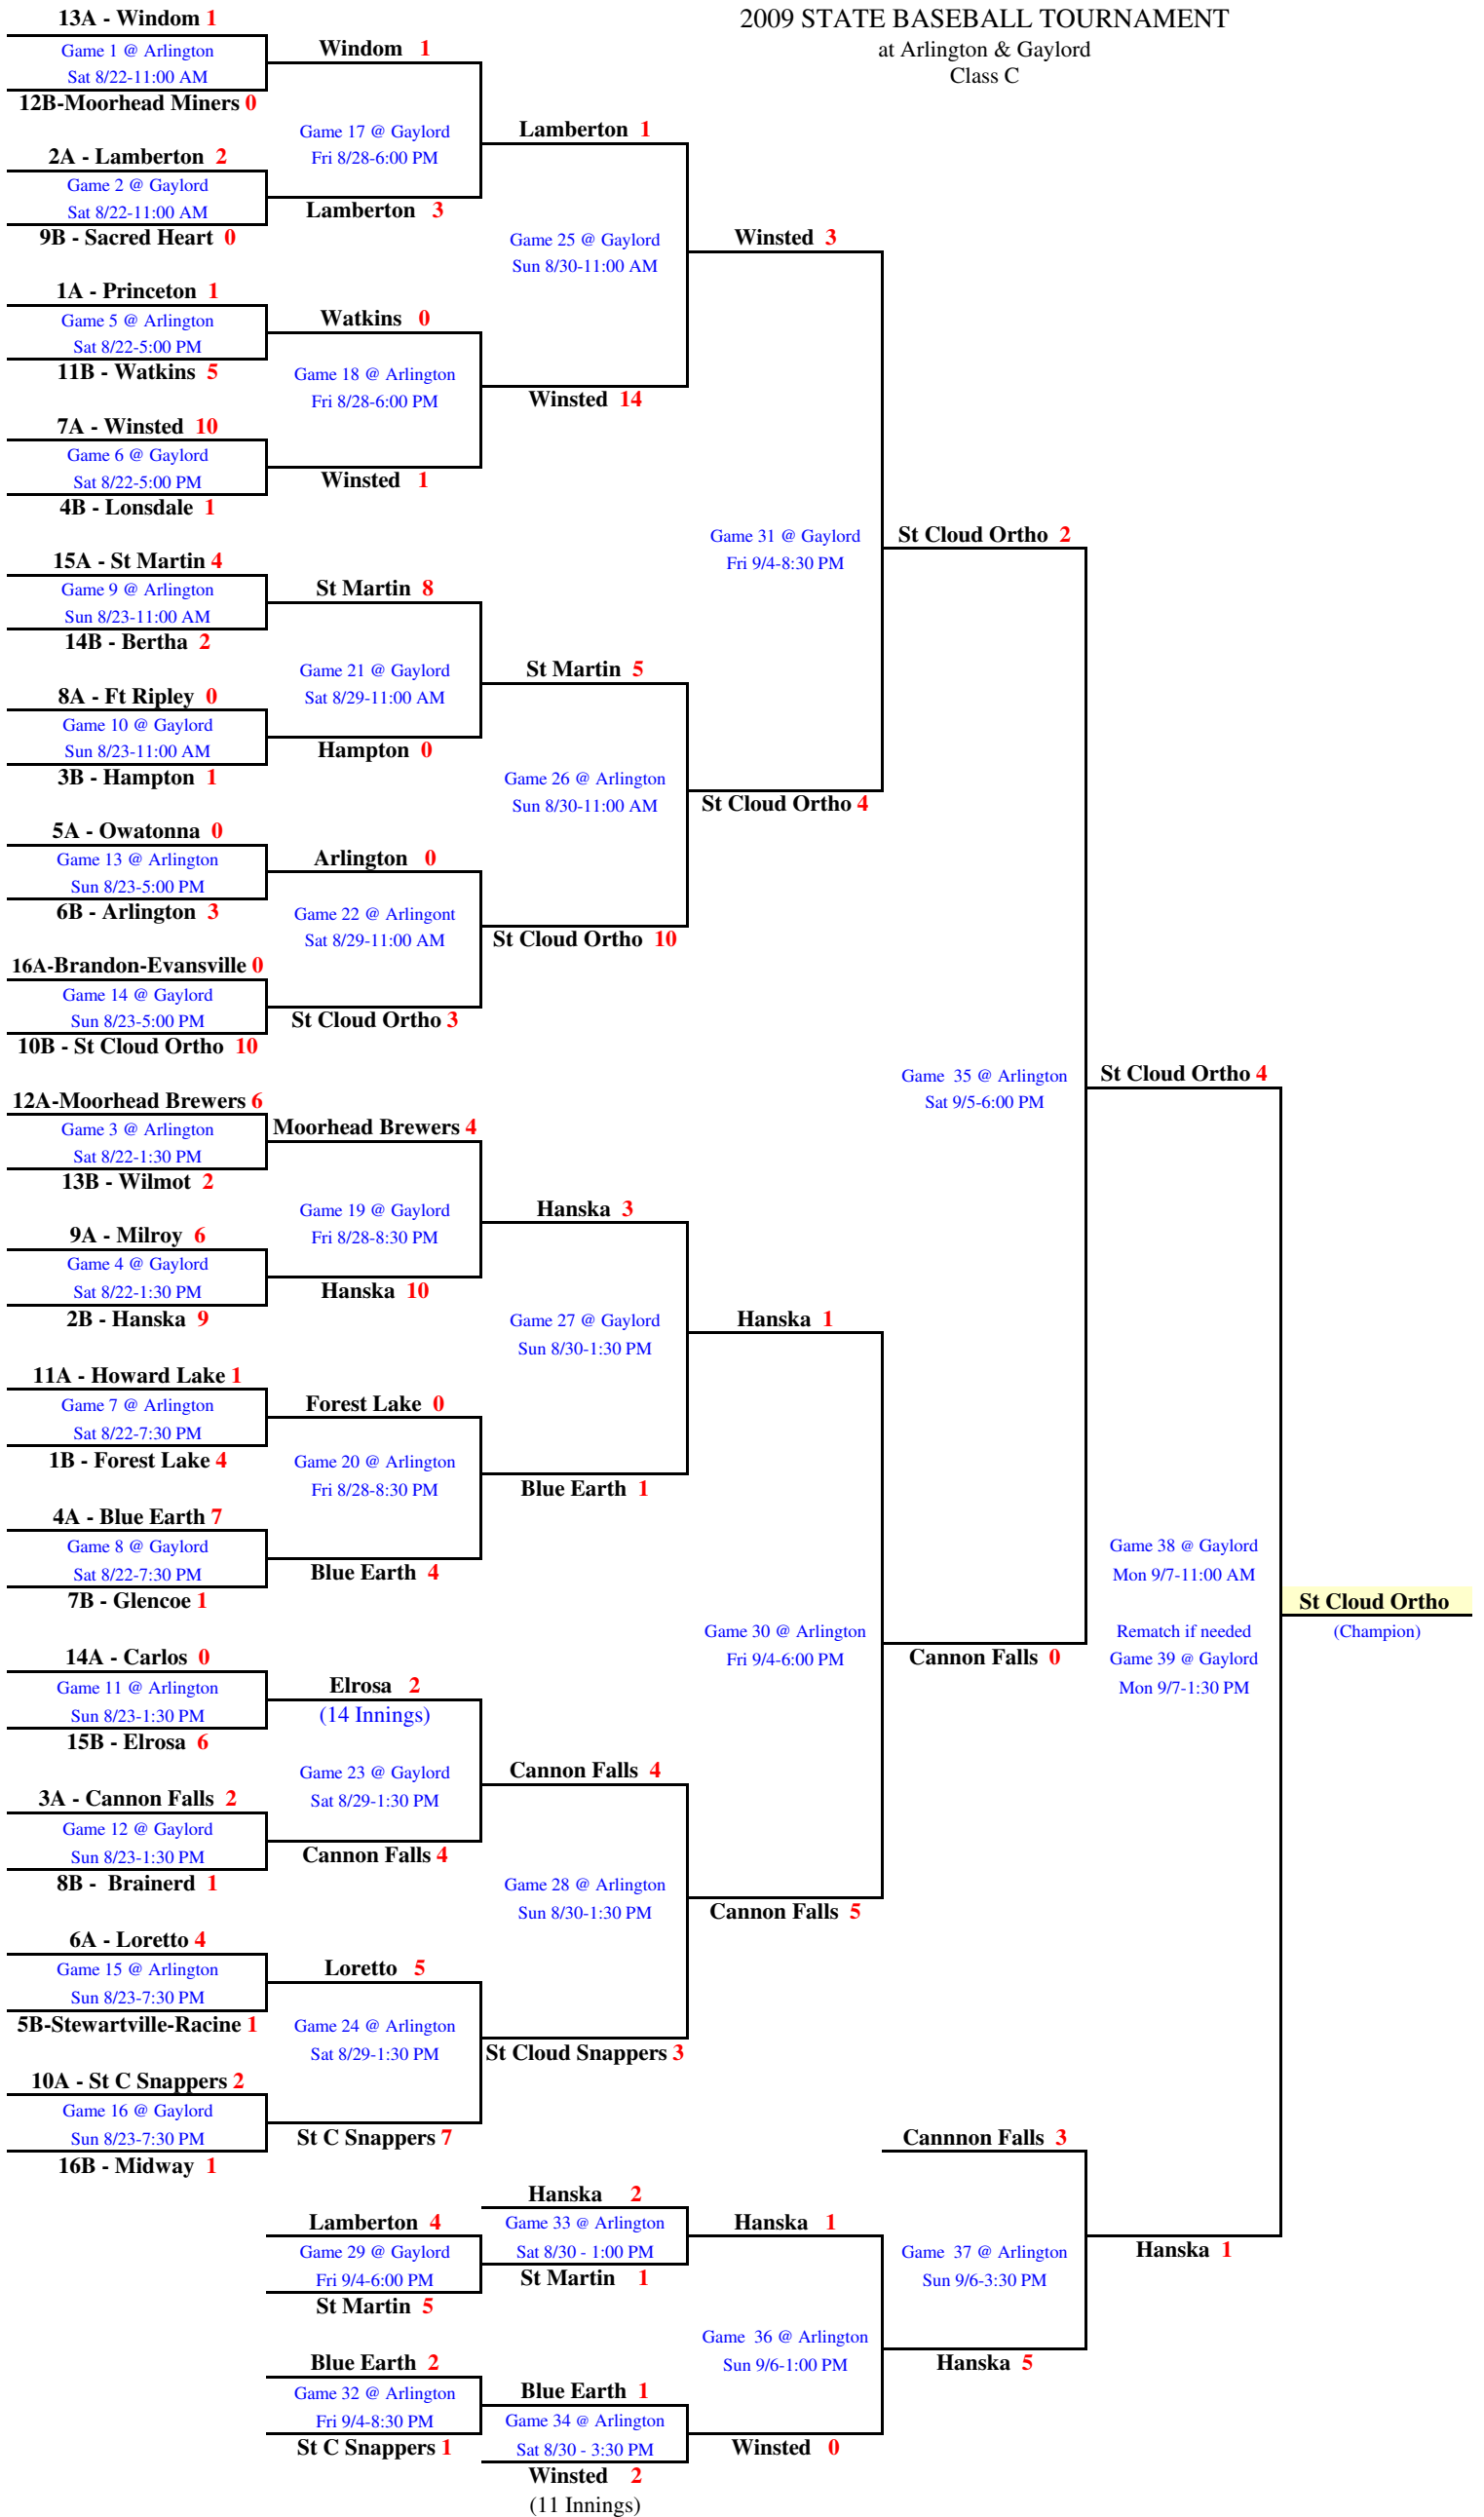 2009 STATE BASEBALL TOURNAMENT
at Arlington & Gaylord
Class C
13A - Windom 1
Game 1 @ Arlington
Sat 8/22-11:00 AM
12B-Moorhead Miners 0
2A - Lamberton 2
Game 2 @ Gaylord
Sat 8/22-11:00 AM
9B - Sacred Heart 0
1A - Princeton 1
Game 5 @ Arlington
Sat 8/22-5:00 PM
11B - Watkins 5
7A - Winsted 10
Game 6 @ Gaylord
Sat 8/22-5:00 PM
4B - Lonsdale 1
15A - St Martin 4
Game 9 @ Arlington
Sun 8/23-11:00 AM
14B - Bertha 2
8A - Ft Ripley 0
Game 10 @ Gaylord
Sun 8/23-11:00 AM
3B - Hampton 1
5A - Owatonna 0
Game 13 @ Arlington
Sun 8/23-5:00 PM
6B - Arlington 3
16A-Brandon-Evansville 0
Game 14 @ Gaylord
Sun 8/23-5:00 PM
10B - St Cloud Ortho 10
12A-Moorhead Brewers 6
Game 3 @ Arlington
Sat 8/22-1:30 PM
13B - Wilmot 2
9A - Milroy 6
Game 4 @ Gaylord
Sat 8/22-1:30 PM
2B - Hanska 9
11A - Howard Lake 1
Game 7 @ Arlington
Sat 8/22-7:30 PM
1B - Forest Lake 4
4A - Blue Earth 7
Game 8 @ Gaylord
Sat 8/22-7:30 PM
7B - Glencoe 1
14A - Carlos 0
Game 11 @ Arlington
Sun 8/23-1:30 PM
15B - Elrosa 6
3A - Cannon Falls 2
Game 12 @ Gaylord
Sun 8/23-1:30 PM
8B - Brainerd 1
6A - Loretto 4
Game 15 @ Arlington
Sun 8/23-7:30 PM
5B-Stewartville-Racine 1
10A - St C Snappers 2
Game 16 @ Gaylord
Sun 8/23-7:30 PM
16B - Midway 1
Windom 1
Game 17 @ Gaylord
Fri 8/28-6:00 PM
Lamberton 3
Watkins 0
Game 18 @ Arlington
Fri 8/28-6:00 PM
Winsted 1
St Martin 8
Game 21 @ Gaylord
Sat 8/29-11:00 AM
Hampton 0
Arlington 0
Game 22 @ Arlingont
Sat 8/29-11:00 AM
St Cloud Ortho 3
Moorhead Brewers 4
Game 19 @ Gaylord
Fri 8/28-8:30 PM
Hanska 10
Forest Lake 0
Game 20 @ Arlington
Fri 8/28-8:30 PM
Blue Earth 4
Elrosa 2
(14 Innings)
Game 23 @ Gaylord
Sat 8/29-1:30 PM
Cannon Falls 4
Loretto 5
Game 24 @ Arlington
Sat 8/29-1:30 PM
St C Snappers 7
Lamberton 4
Game 29 @ Gaylord
Fri 9/4-6:00 PM
St Martin 5
Blue Earth 2
Game 32 @ Arlington
Fri 9/4-8:30 PM
St C Snappers 1
Lamberton 1
Game 25 @ Gaylord
Sun 8/30-11:00 AM
Winsted 14
St Martin 5
Game 26 @ Arlington
Sun 8/30-11:00 AM
St Cloud Ortho 10
Hanska 3
Game 27 @ Gaylord
Sun 8/30-1:30 PM
Blue Earth 1
Cannon Falls 4
Game 28 @ Arlington
Sun 8/30-1:30 PM
St Cloud Snappers 3
Hanska 2
Game 33 @ Arlington
Sat 8/30 - 1:00 PM
St Martin 1
Blue Earth 1
Game 34 @ Arlington
Sat 8/30 - 3:30 PM
Winsted 2
(11 Innings)
Winsted 3
Game 31 @ Gaylord
Fri 9/4-8:30 PM
St Cloud Ortho 4
Hanska 1
Game 30 @ Arlington
Fri 9/4-6:00 PM
Cannon Falls 5
Hanska 1
Game 36 @ Arlington
Sun 9/6-1:00 PM
Winsted 0
St Cloud Ortho 2
Game 35 @ Arlington
Sat 9/5-6:00 PM
Cannon Falls 0
Cannnon Falls 3
Game 37 @ Arlington
Sun 9/6-3:30 PM
Hanska 5
St Cloud Ortho 4
Game 38 @ Gaylord
Mon 9/7-11:00 AM
Rematch if needed
Game 39 @ Gaylord
Mon 9/7-1:30 PM
Hanska 1
St Cloud Ortho
(Champion)